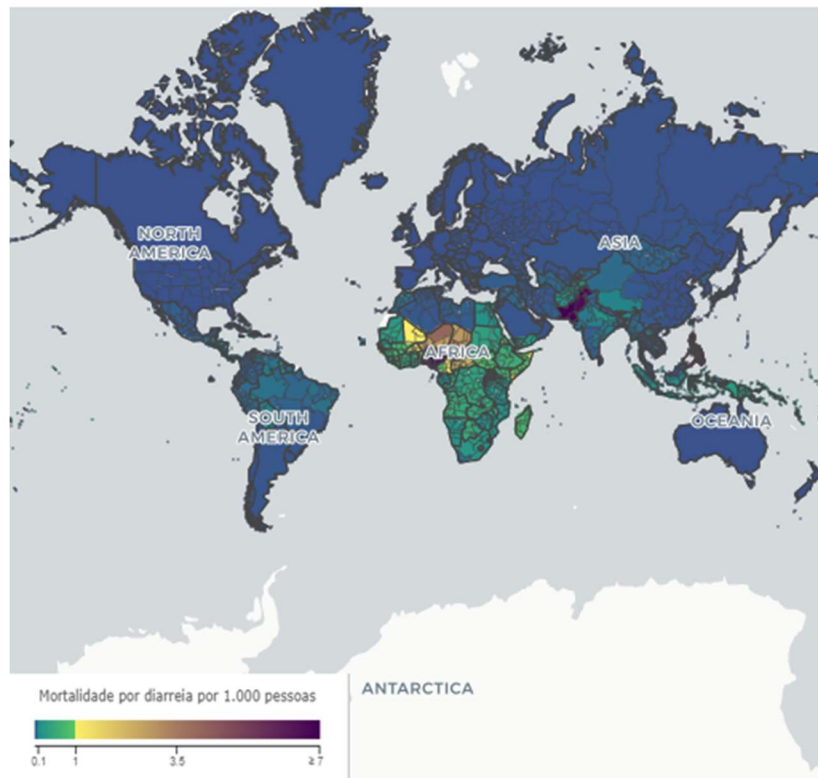 NORTH
AMERICA
ASIA
AFRICA
SOUTH
AMERICA
OCEANIA
ANTARCTICA
Mortalidade por diarreia por 1.000 pessoas
0.1 1 3.5 ≥7